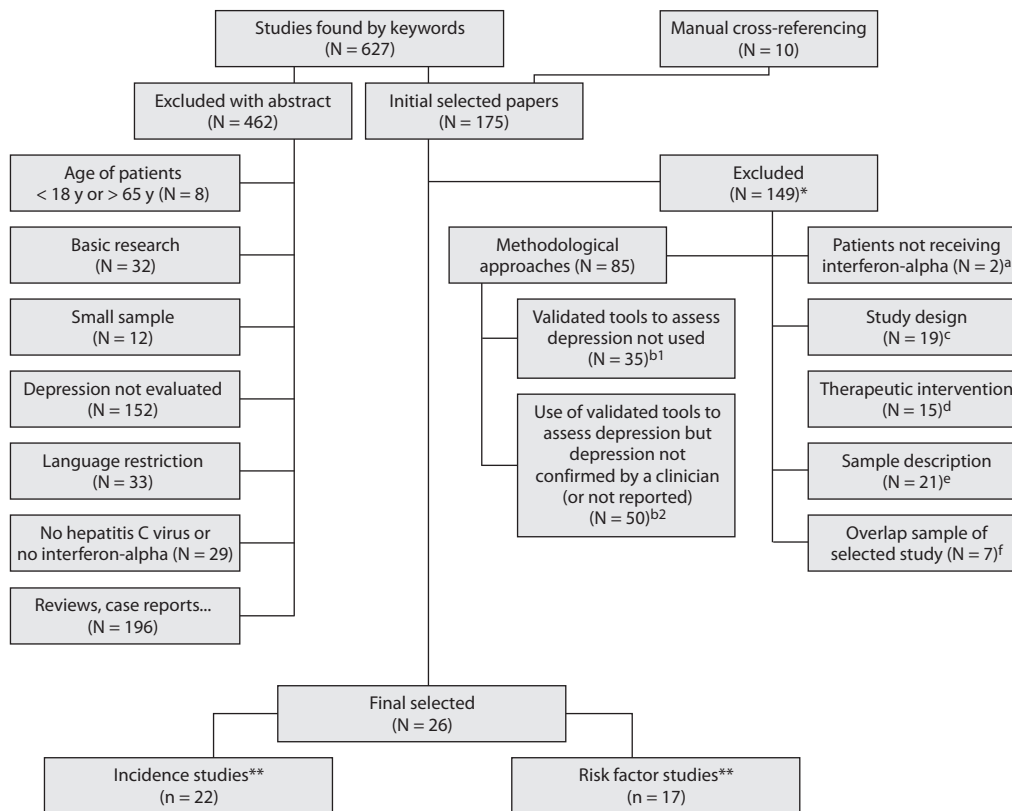 Studies found by keywords
(N = 627)
Manual cross-referencing
(N = 10)
Excluded with abstract
(N = 462)
Initial selected papers
(N = 175)
Age of patients
< 18 y or > 65 y (N = 8)
Basic research
(N = 32)
Small sample
(N = 12)
Depression not evaluated
(N = 152)
Language restriction
(N = 33)
No hepatitis C virus or
no interferon-alpha (N = 29)
Reviews, case reports...
(N = 196)
Excluded
(N = 149)*
Methodological
approaches (N = 85)
Validated tools to assess
depression not used
(N = 35)b1
Use of validated tools to
assess depression but
depression not
confirmed by a clinician
(or not reported)
(N = 50)b2
Patients not receiving
interferon-alpha (N = 2)a
Study design
(N = 19)c
Therapeutic intervention
(N = 15)d
Sample description
(N = 21)e
Overlap sample of
selected study (N = 7)f
Final selected
(N = 26)
Incidence studies**
(n = 22)
Risk factor studies**
(n = 17)